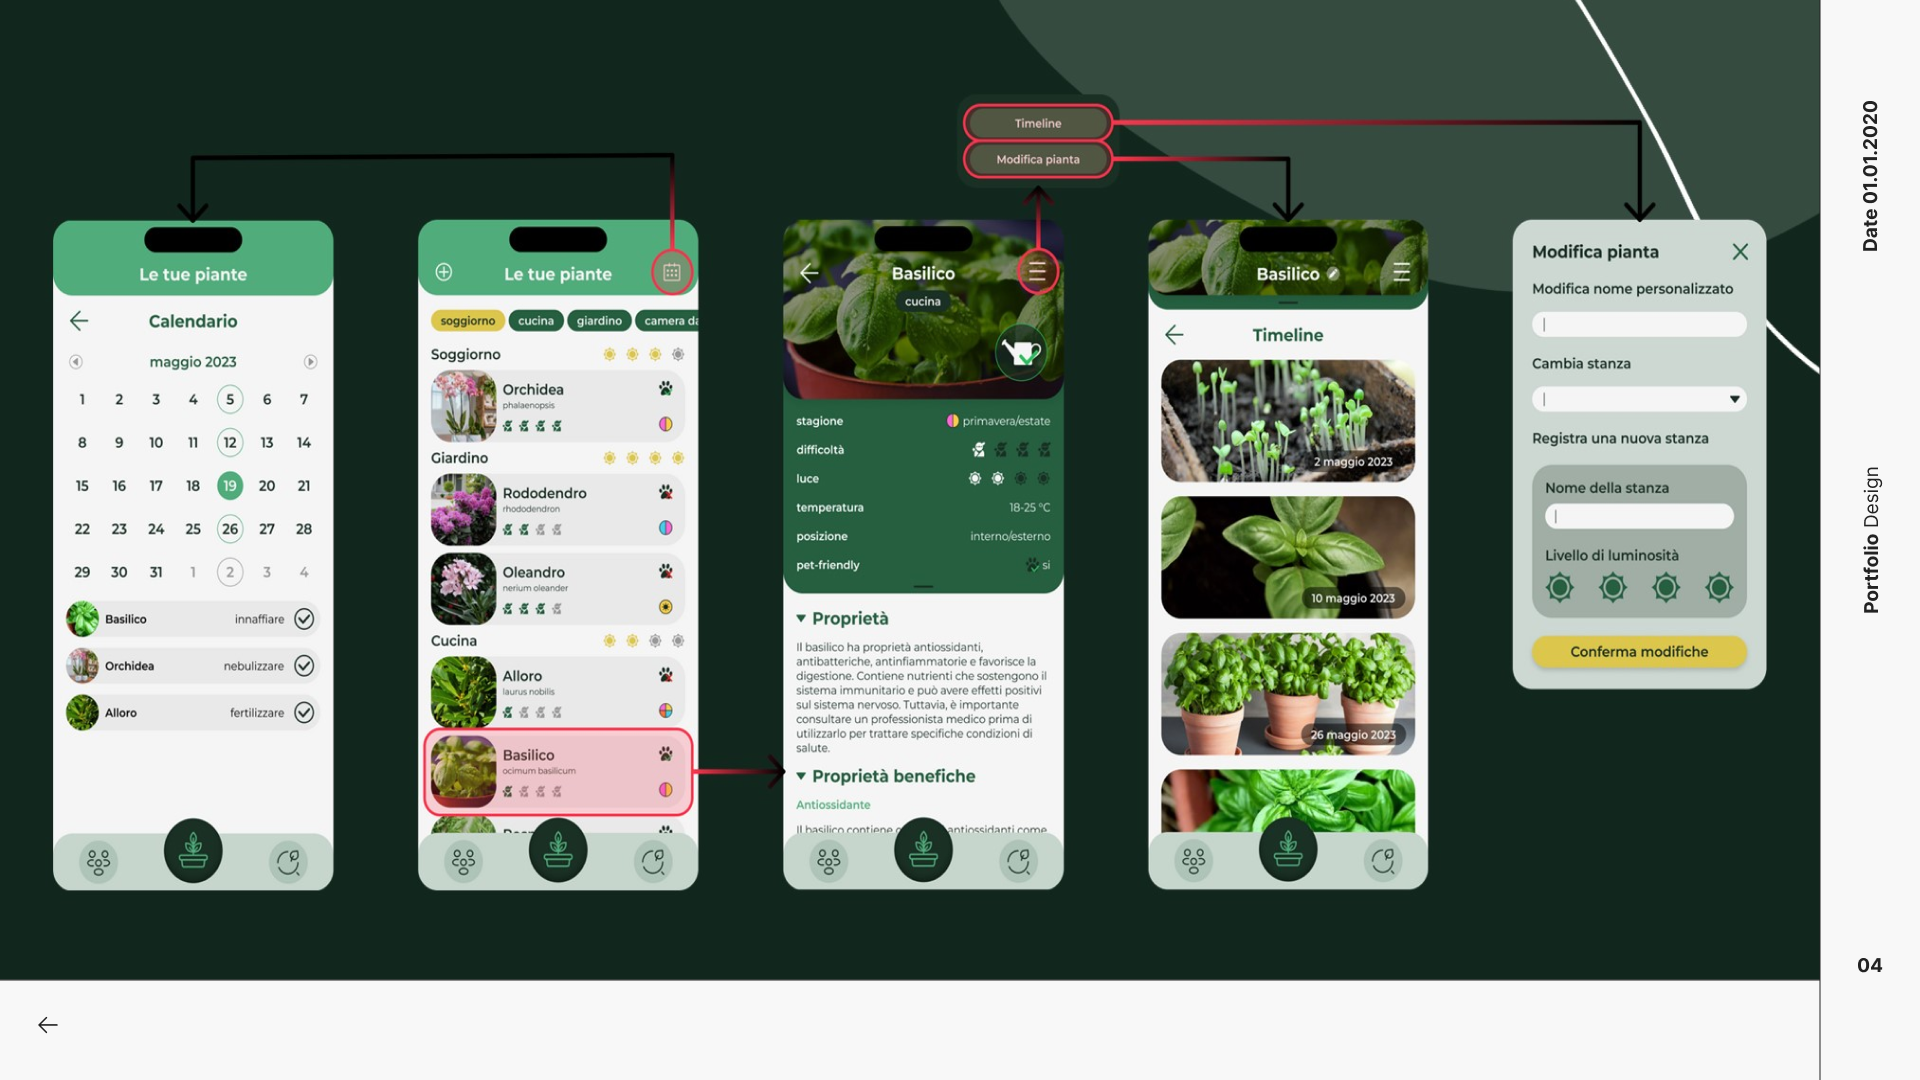 Timeline
Modifica pianta
Le tue piante
Calendario
maggio 2023
1 2 3 4 5 6 7
8 9 10 11 12 13 14
15 16 17 18 19 20 21
22 23 24 25 26 27 28
29 30 31 1 2 3 4
Basilico innaffiare
Orchidea nebulizzare
Alloro fertilizzare
Le tue piante
soggiorno cucina giardino camera da
Soggiorno
Orchidea
phalaenopsis
Giardino
Rododendro
rhododendron
Oleandro
nerium oleander
Cucina
Alloro
laurus nobilis
Basilico
ocimum basilicum
Basilico
cucina
stagione primavera/estate
difficoltà
luce
temperatura 18-25 °C
posizione interno/esterno
pet-friendly si
Proprietà
Il basilico ha proprietà antiossidanti,
antibatteriche, antinfiammatorie e favorisce la
digestione. Contiene nutrienti che sostengono il
sistema immunitario e può avere effetti positivi
sul sistema nervoso. Tuttavia, è importante
consultare un professionista medico prima di
utilizzarlo per trattare specifiche condizioni di
salute.
Proprietà benefiche
Antiossidante
Il basilico contiene antiossidanti come
Basilico
Timeline
2 maggio 2023
10 maggio 2023
26 maggio 2023
Modifica pianta
Modifica nome personalizzato
Cambia stanza
Registra una nuova stanza
Nome della stanza
Livello di luminosità
Conferma modifiche
Date 01.01.2020
Portfolio Design
04